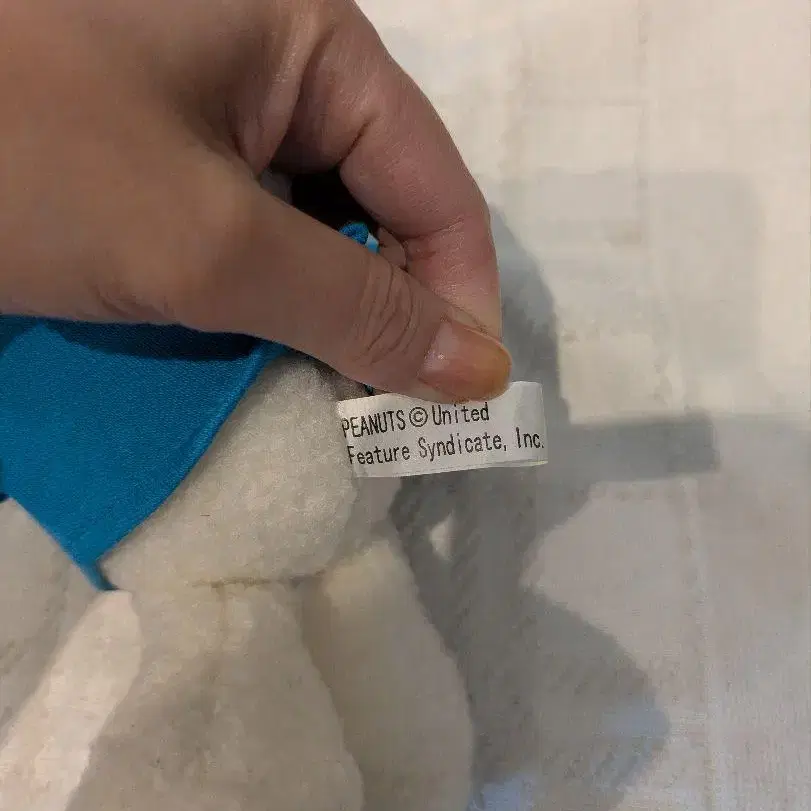 PEANUTS © United
Feature Syndicate, Inc.